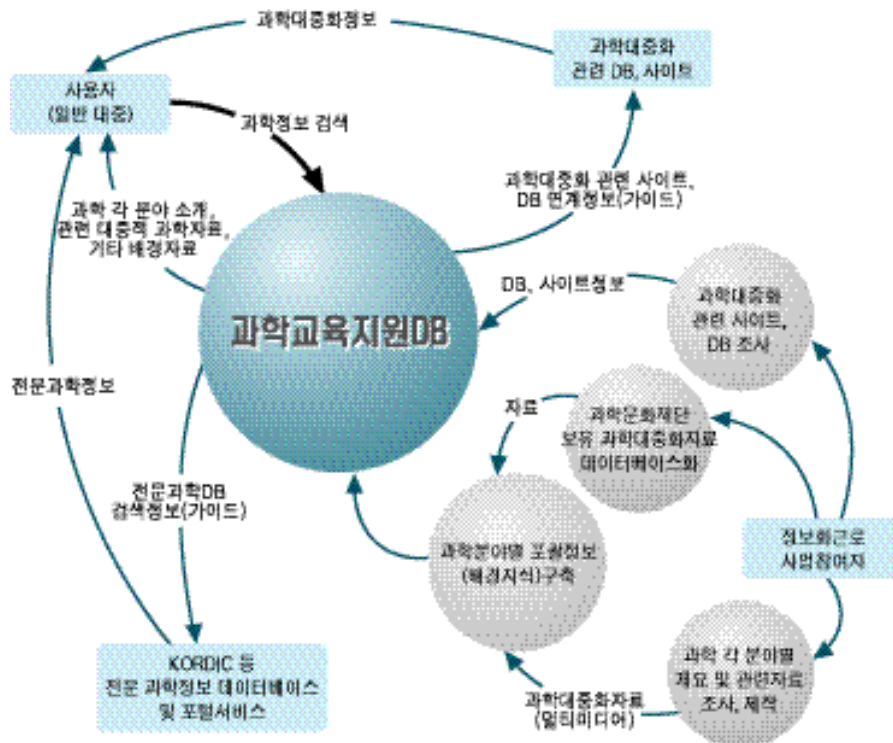 과학대중화정보
과학대중화
관련 DB, 사이트
사용자
(일반 대중)
과학정보 검색
과학대중화 관련 사이트,
DB 연계정보(가이드)
과학 각 분야 소개,
관련 대중적 과학자료,
기타 배경자료
DB, 사이트정보
과학대중화
관련 사이트,
DB 조사
과학교육지원DB
전문과학정보
자료
과학문화재단
보유 과학대중화자료
데이터베이스화
전문과학DB
검색정보(가이드)
과학분야별 포괄정보
(배경지식)구축
정보화근로
사업참여자
KORDIC 등
전문 과학정보 데이터베이스
및 포털서비스
과학 각 분야별
개요 및 관련자료
조사, 제작
과학대중화자료
(멀티미디어)